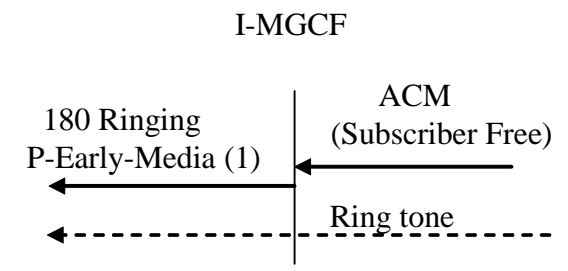 I-MGCF
ACM
(Subscriber Free)
180 Ringing
P-Early-Media (1)
Ring tone